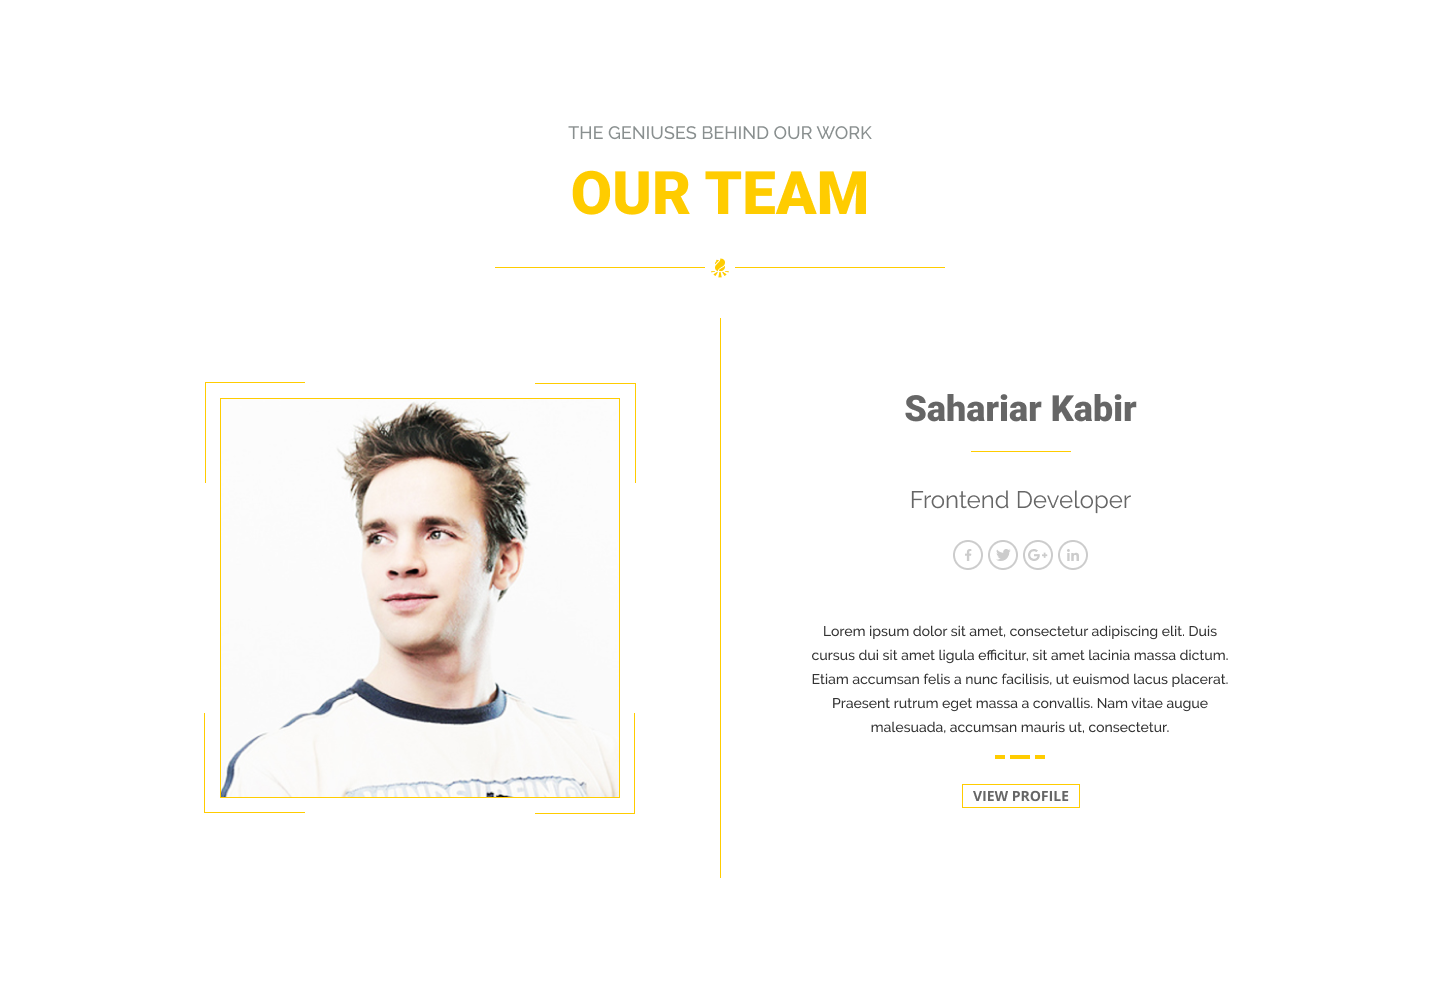 THE GENIUSES BEHIND OUR WORK
OUR TEAM
Sahariar Kabir
Frontend Developer
Lorem ipsum dolor sit amet, consectetur adipiscing elit. Duis
cursus dui sit amet ligula efficitur, sit amet lacinia massa dictum.
Etiam accumsan felis a nunc facilisis, ut euismod lacus placerat.
Praesent rutrum eget massa a convallis. Nam vitae augue
malesuada, accumsan mauris ut, consectetur.
VIEW PROFILE